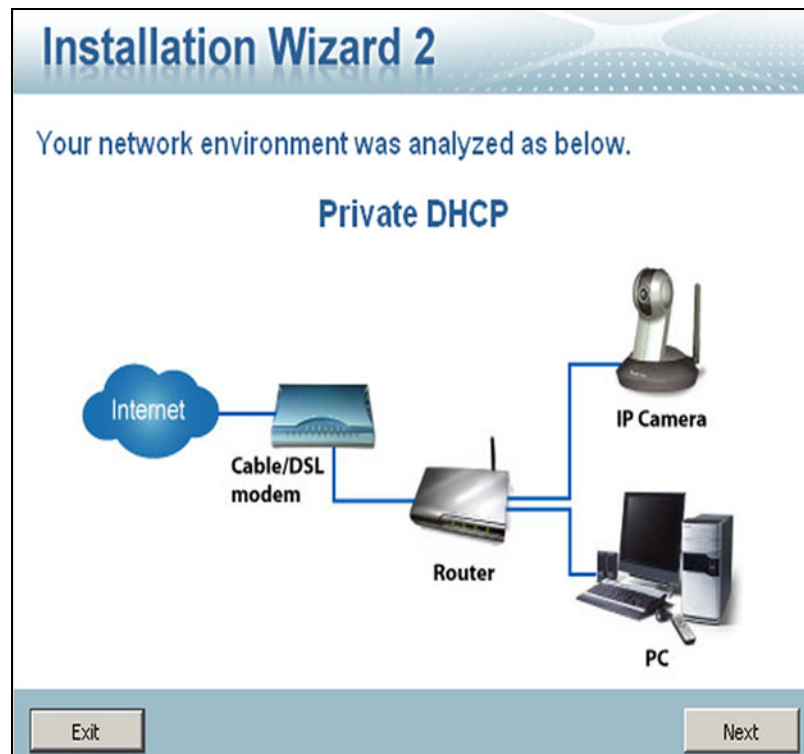 Installation Wizard 2
Your network environment was analyzed as below.
Private DHCP
Internet
Cable/DSL
modem
Router
IP Camera
PC
Exit
Next